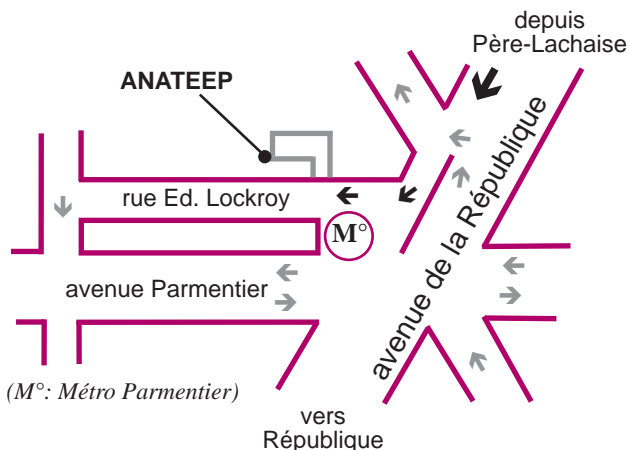 depuis
Père-Lachaise
ANATEEP
rue Ed. Lockroy
M°
avenue de la République
avenue Parmentier
(M°: Métro Parmentier)
vers
République